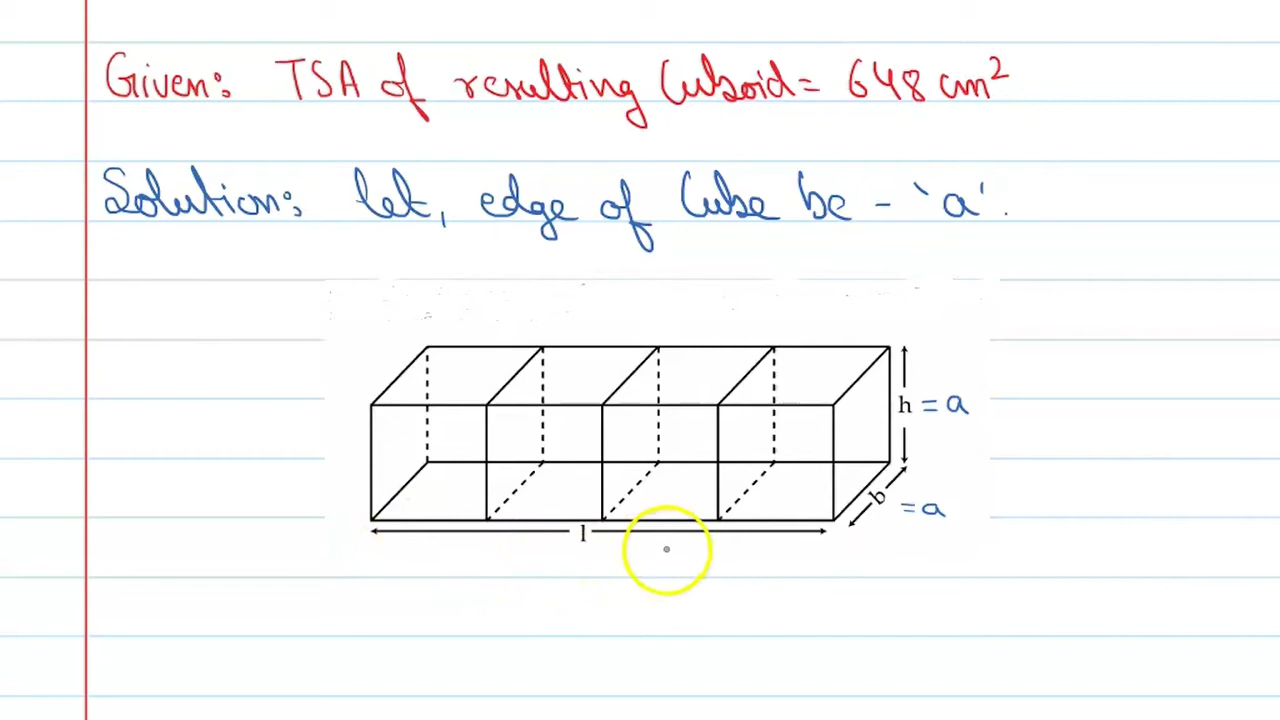 Given: TSA of resulting Cuboid = 648 cm²
Solution: let, edge of Cube be - 'a'.
h = a
b = a
l